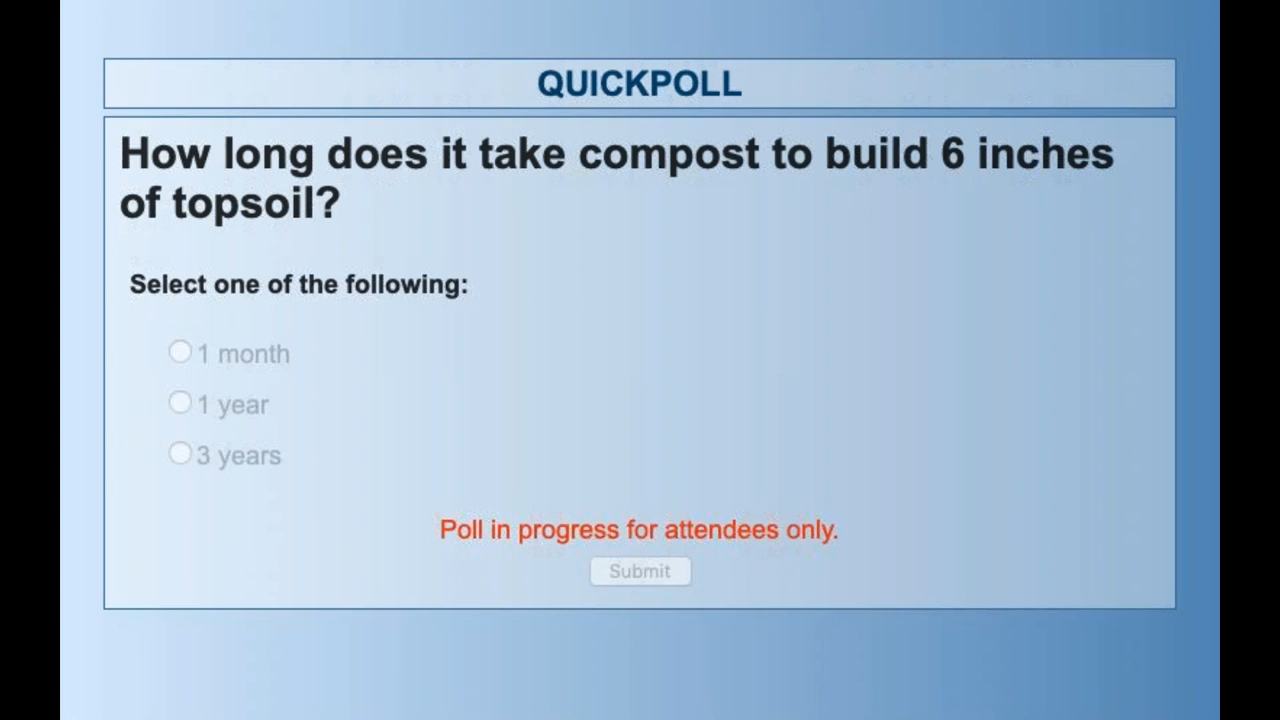 QUICKPOLL
How long does it take compost to build 6 inches
of topsoil?
Select one of the following:
1 month
1 year
3 years
Poll in progress for attendees only.
Submit